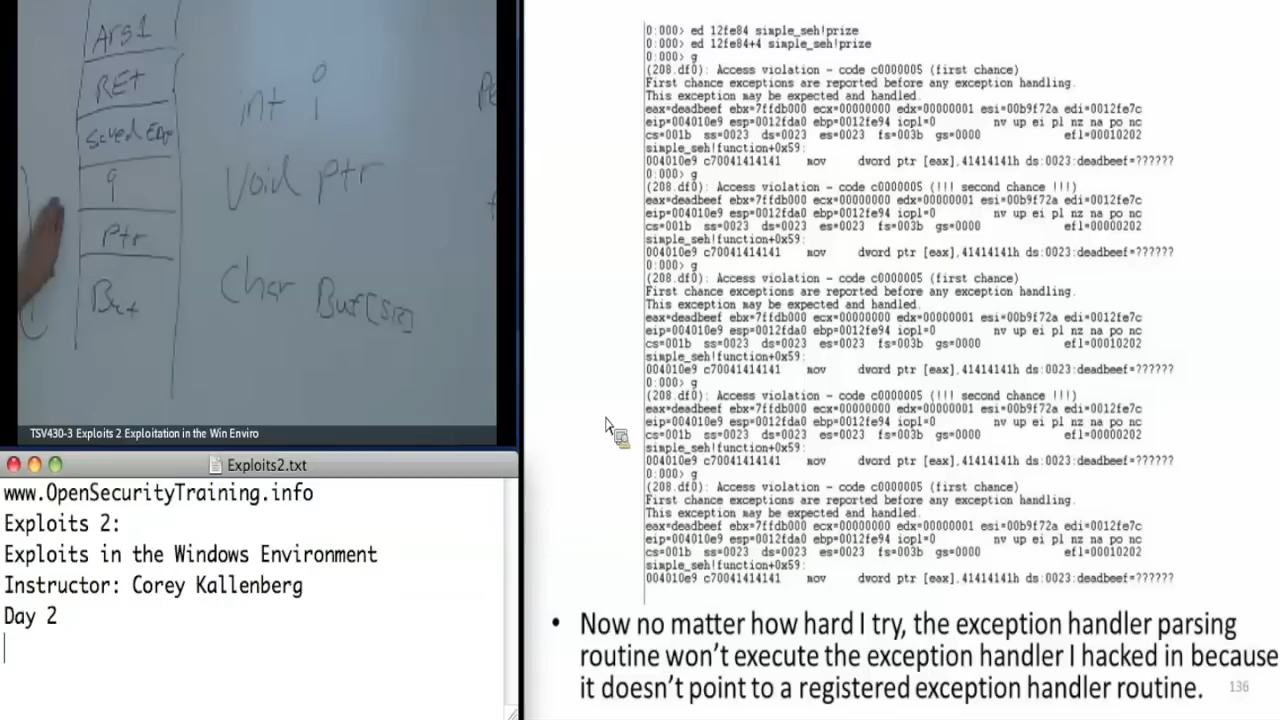 Arg1
RET
Saved EBP
i
ptr
Buf
int i
void ptr
char Buf[512]
TSV430-3 Exploits 2 Exploitation in the Win Enviro
Exploits2.txt
www.OpenSecurityTraining.info
Exploits 2:
Exploits in the Windows Environment
Instructor: Corey Kallenberg
Day 2
0:000> ed 12fe84 simple_seh!prize
0:000> ed 12fe84+4 simple_seh!prize
0:000> g
(208.df0): Access violation - code c0000005 (first chance)
First chance exceptions are reported before any exception handling.
This exception may be expected and handled.
eax=deadbeef ebx=7ffdb000 ecx=00000000 edx=00000001 esi=00b9f72a edi=0012fe7c
eip=004010e9 esp=0012fda0 ebp=0012fe94 iopl=0 nv up ei pl nz na po nc
cs=001b ss=0023 ds=0023 es=0023 fs=003b gs=0000 efl=00010202
simple_seh!function+0x59:
004010e9 c70041414141 mov dword ptr [eax],41414141h ds:0023:deadbeef=??????
0:000> g
(208.df0): Access violation - code c0000005 (!!! second chance !!!)
eax=deadbeef ebx=7ffdb000 ecx=00000000 edx=00000001 esi=00b9f72a edi=0012fe7c
eip=004010e9 esp=0012fda0 ebp=0012fe94 iopl=0 nv up ei pl nz na po nc
cs=001b ss=0023 ds=0023 es=0023 fs=003b gs=0000 efl=00000202
simple_seh!function+0x59:
004010e9 c70041414141 mov dword ptr [eax],41414141h ds:0023:deadbeef=??????
0:000> g
(208.df0): Access violation - code c0000005 (first chance)
First chance exceptions are reported before any exception handling.
This exception may be expected and handled.
eax=deadbeef ebx=7ffdb000 ecx=00000000 edx=00000001 esi=00b9f72a edi=0012fe7c
eip=004010e9 esp=0012fda0 ebp=0012fe94 iopl=0 nv up ei pl nz na po nc
cs=001b ss=0023 ds=0023 es=0023 fs=003b gs=0000 efl=00010202
simple_seh!function+0x59:
004010e9 c70041414141 mov dword ptr [eax],41414141h ds:0023:deadbeef=??????
0:000> g
(208.df0): Access violation - code c0000005 (!!! second chance !!!)
eax=deadbeef ebx=7ffdb000 ecx=00000000 edx=00000001 esi=00b9f72a edi=0012fe7c
eip=004010e9 esp=0012fda0 ebp=0012fe94 iopl=0 nv up ei pl nz na po nc
cs=001b ss=0023 ds=0023 es=0023 fs=003b gs=0000 efl=00000202
simple_seh!function+0x59:
004010e9 c70041414141 mov dword ptr [eax],41414141h ds:0023:deadbeef=??????
0:000> g
(208.df0): Access violation - code c0000005 (first chance)
First chance exceptions are reported before any exception handling.
This exception may be expected and handled.
eax=deadbeef ebx=7ffdb000 ecx=00000000 edx=00000001 esi=00b9f72a edi=0012fe7c
eip=004010e9 esp=0012fda0 ebp=0012fe94 iopl=0 nv up ei pl nz na po nc
cs=001b ss=0023 ds=0023 es=0023 fs=003b gs=0000 efl=00010202
simple_seh!function+0x59:
004010e9 c70041414141 mov dword ptr [eax],41414141h ds:0023:deadbeef=??????
• Now no matter how hard I try, the exception handler parsing
routine won't execute the exception handler I hacked in because
it doesn't point to a registered exception handler routine.
136